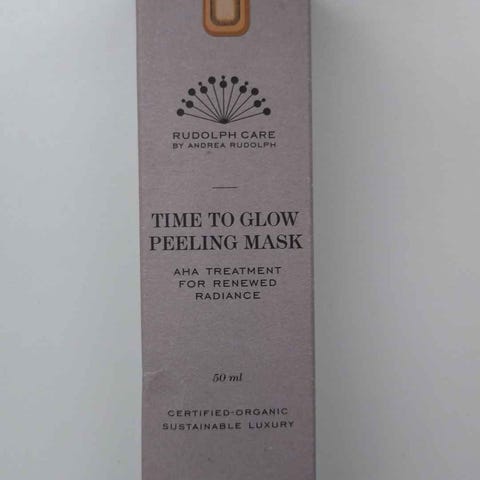 RUDOLPH CARE
BY ANDREA RUDOLPH
TIME TO GLOW
PEELING MASK
AHA TREATMENT
FOR RENEWED
RADIANCE
50 ml
CERTIFIED-ORGANIC
SUSTAINABLE LUXURY